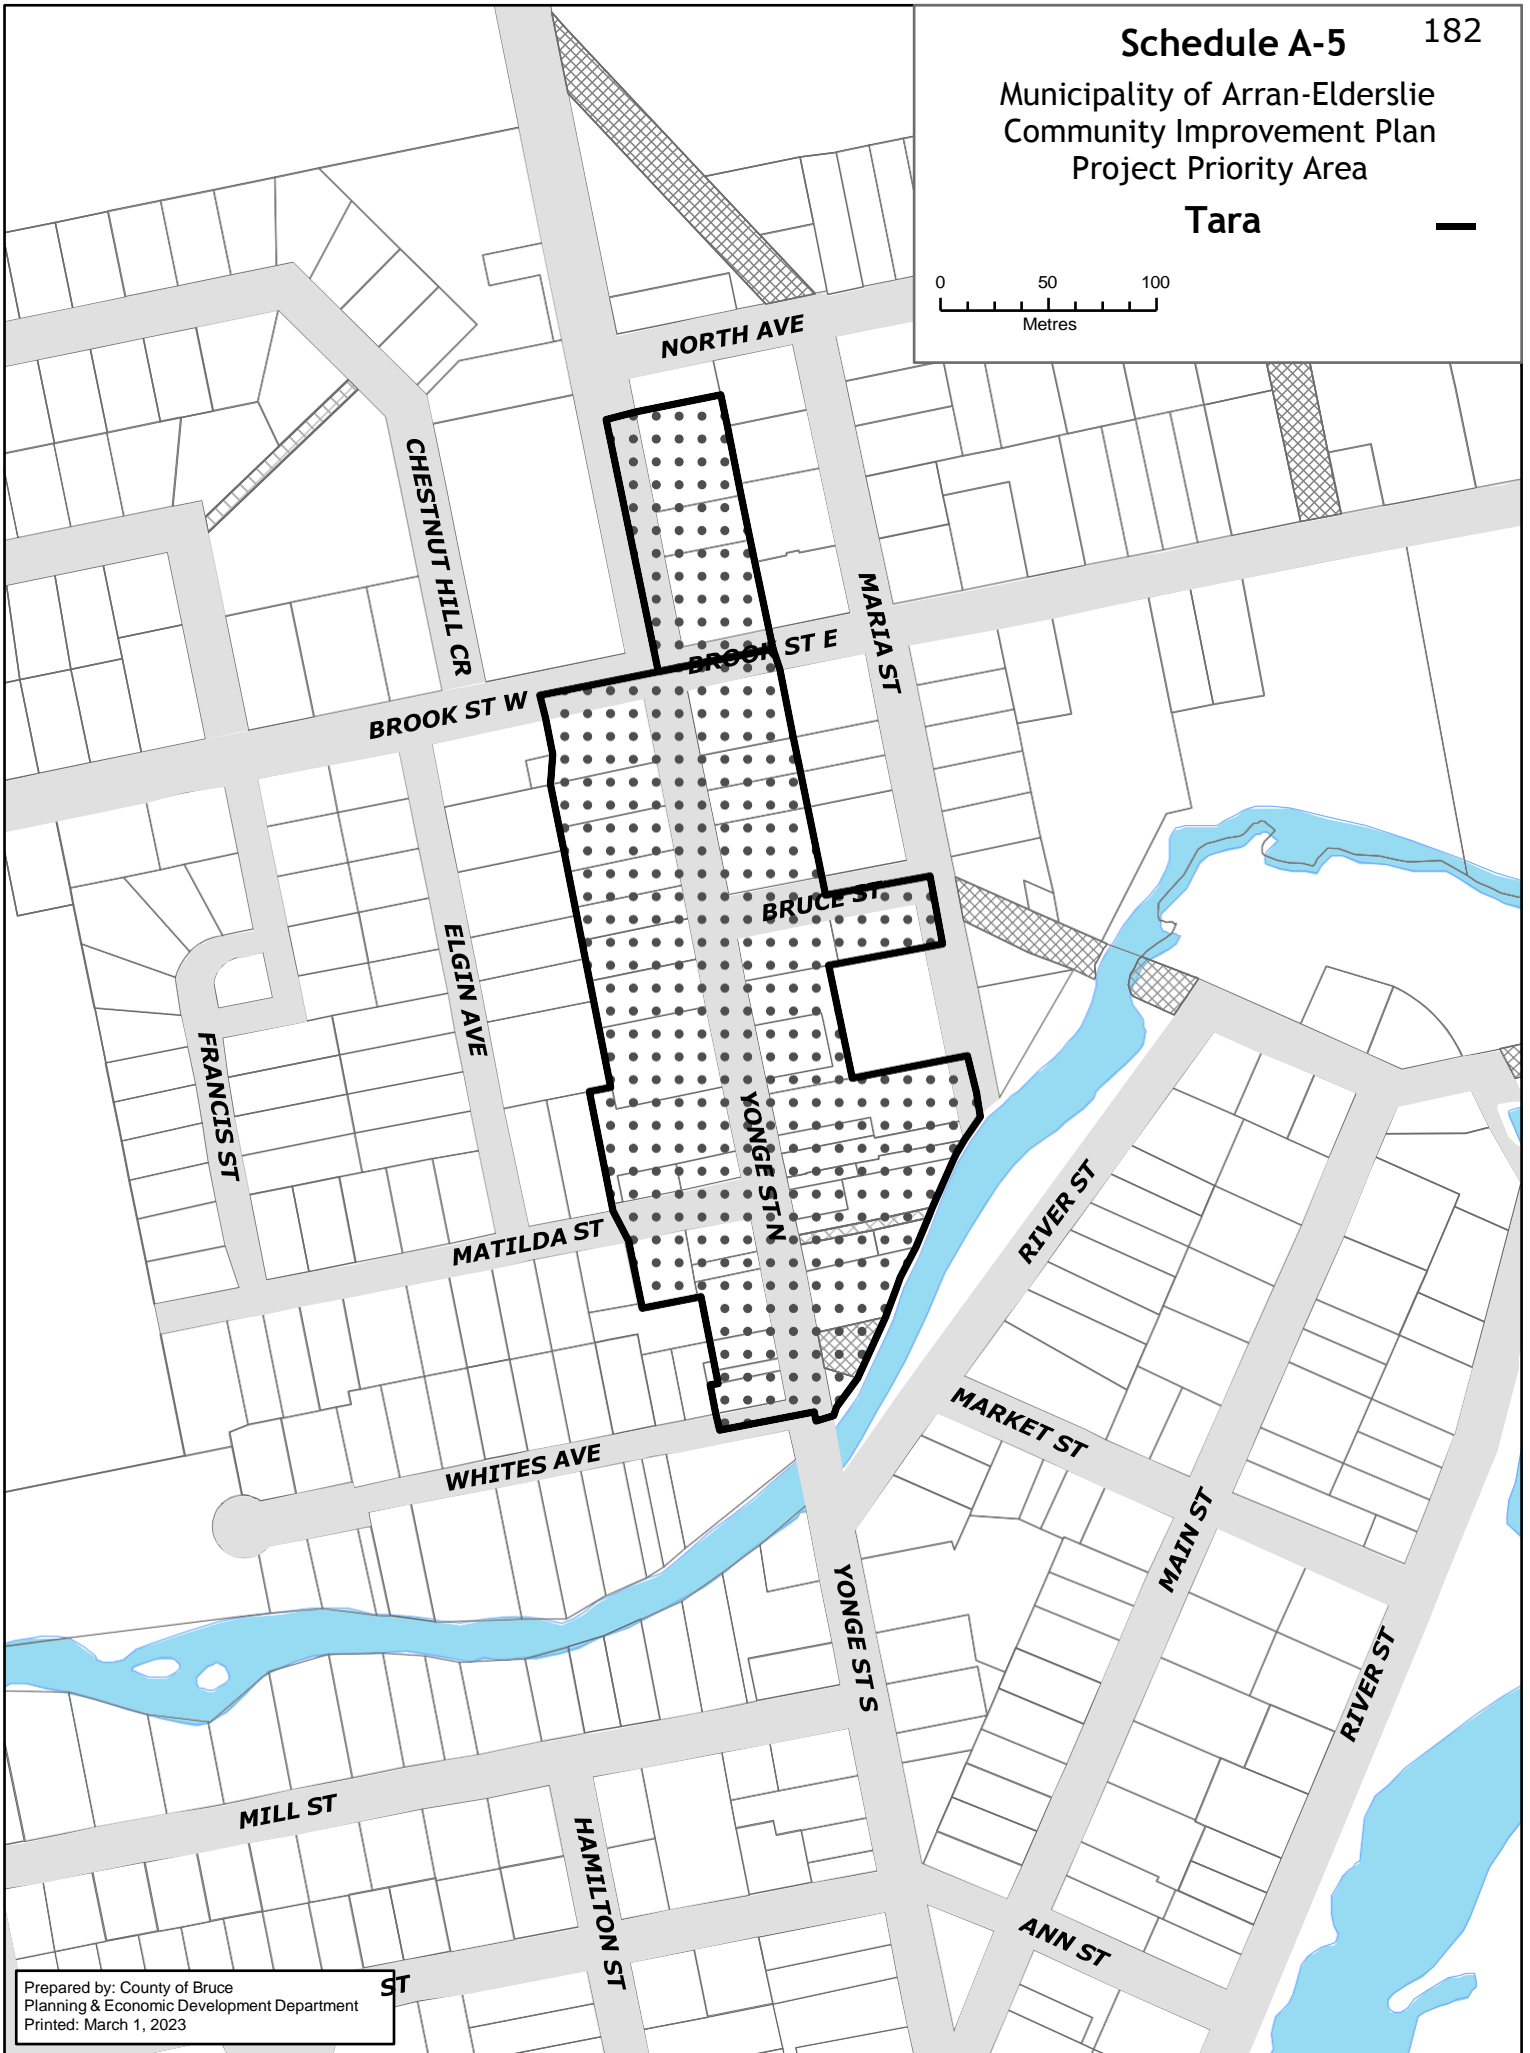 Schedule A-5
182
Municipality of Arran-Elderslie
Community Improvement Plan
Project Priority Area
Tara
0 50 100
Metres
NORTH AVE
CHESTNUT HILL CR
MARIA ST
BROOK ST E
BROOK ST W
BRUCE ST
ELGIN AVE
FRANCIS ST
YONGE ST N
RIVER ST
MATILDA ST
MARKET ST
WHITES AVE
MAIN ST
YONGE ST S
RIVER ST
MILL ST
HAMILTON ST
ANN ST
ST
Prepared by: County of Bruce
Planning & Economic Development Department
Printed: March 1, 2023